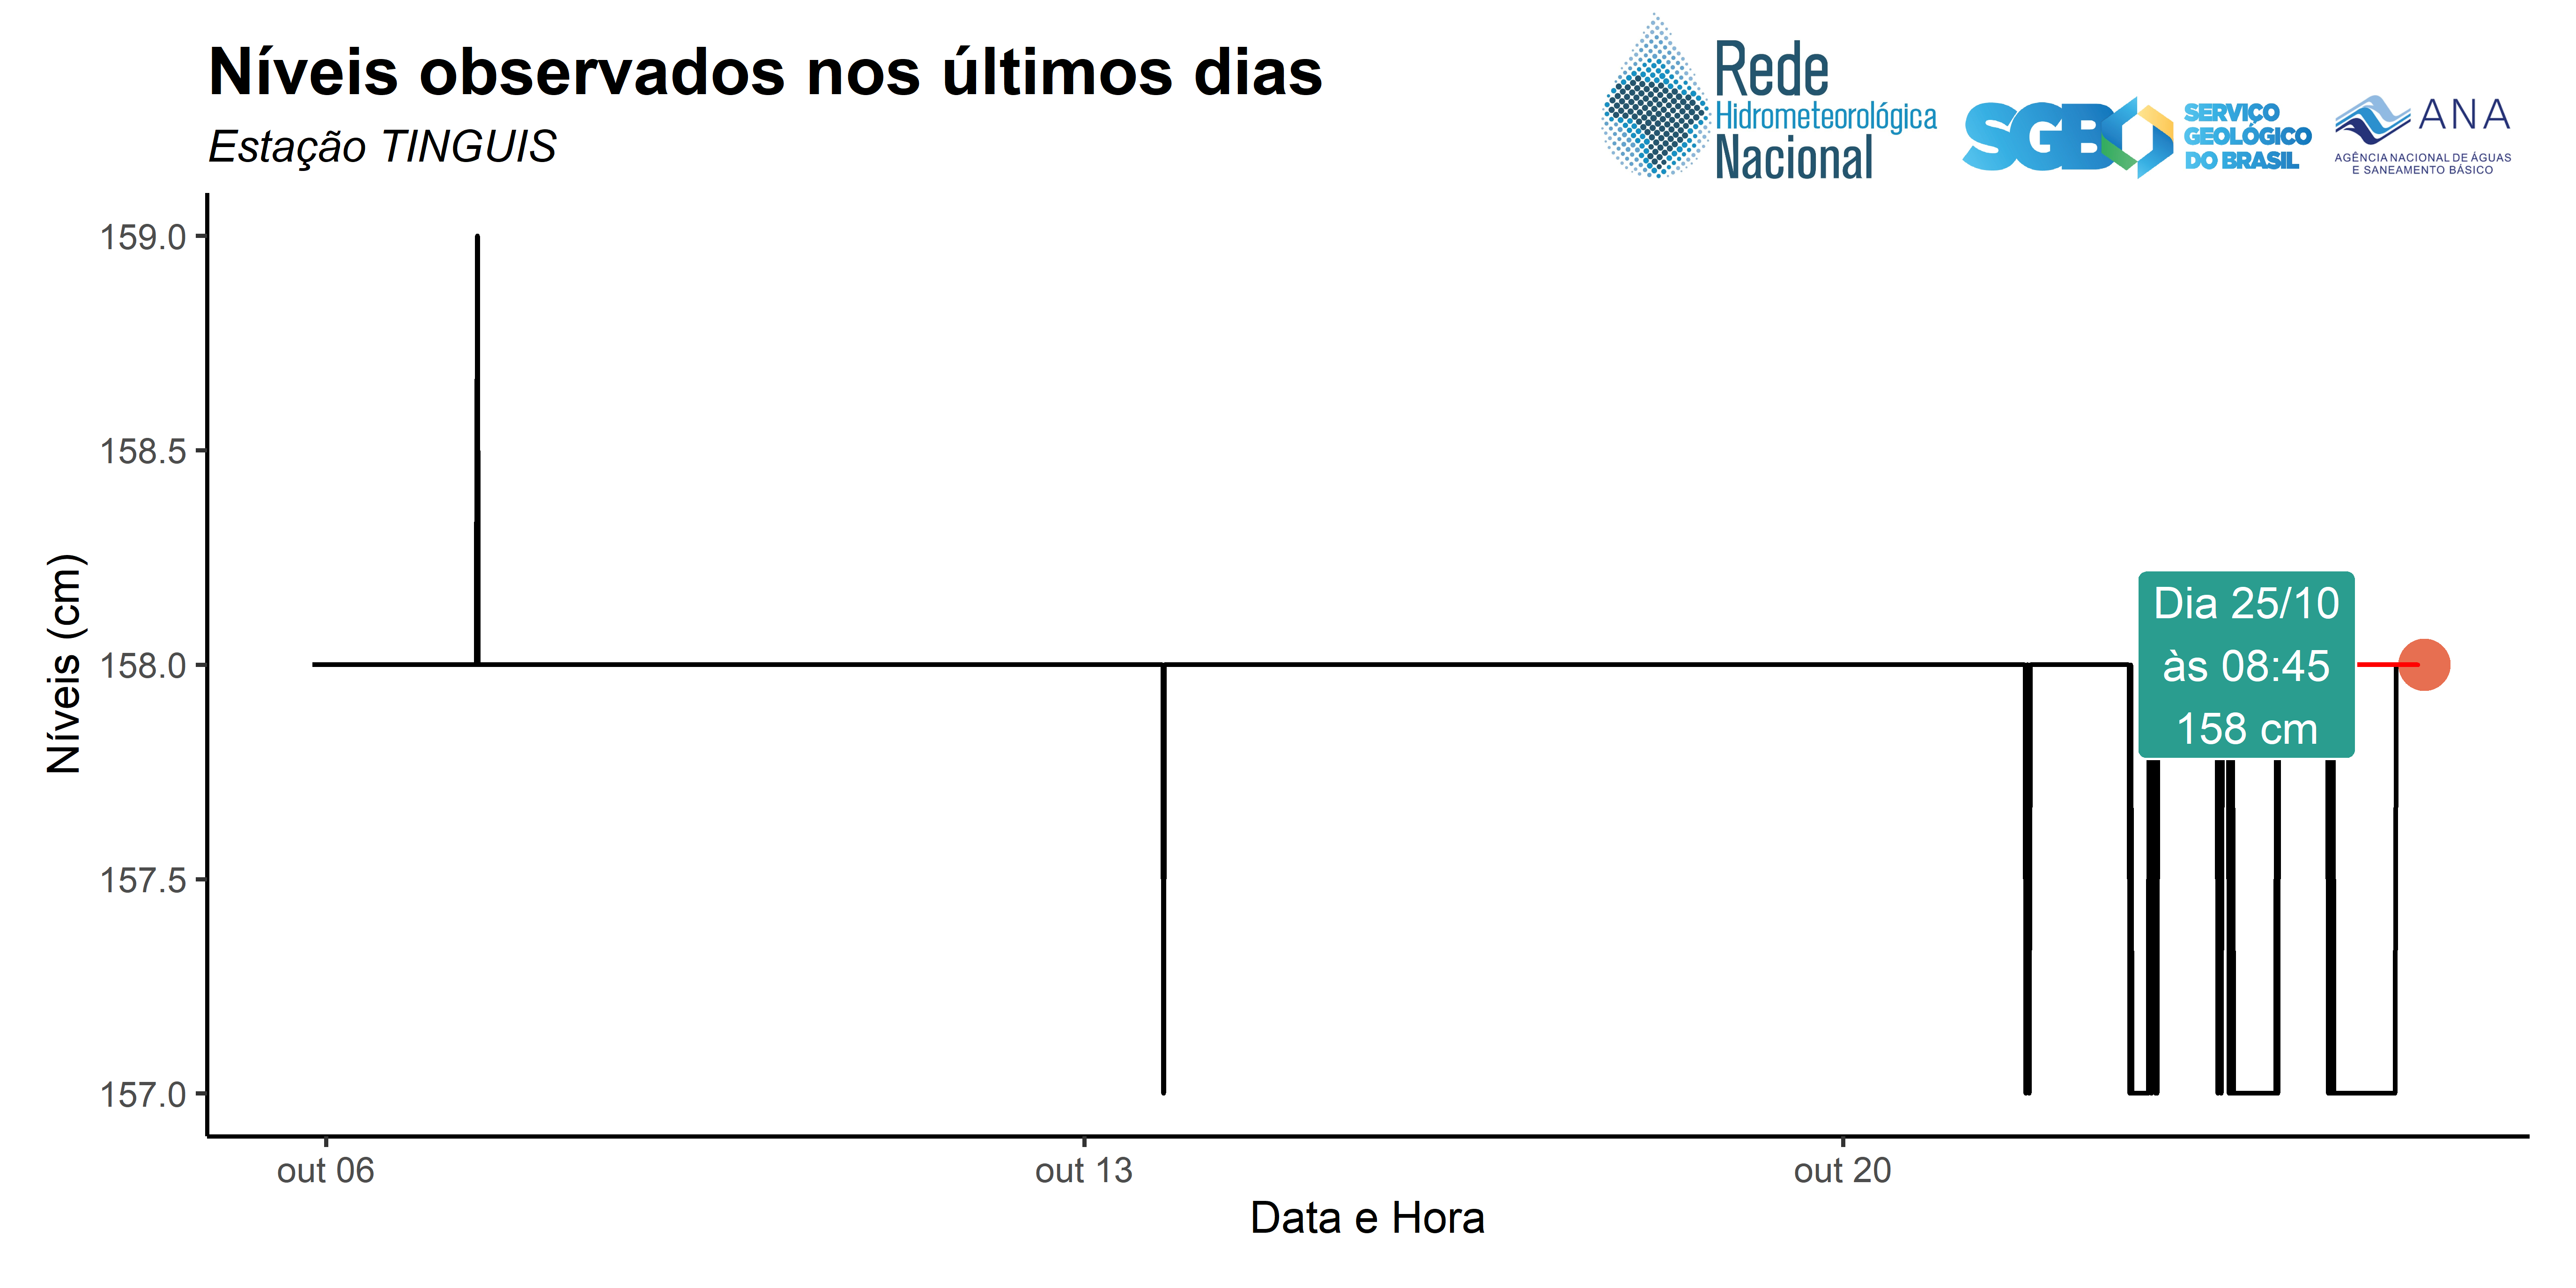 Níveis observados nos últimos dias
Estação TINGUIS
Rede
Hidrometeorológica
Nacional
SGB
SERVIÇO
GEOLÓGICO
DO BRASIL
ANA
AGÊNCIA NACIONAL DE ÁGUAS
E SANEAMENTO BÁSICO
Níveis (cm)
159.0
158.5
158.0
157.5
157.0
Dia 25/10
às 08:45
158 cm
out 06
out 13
out 20
Data e Hora